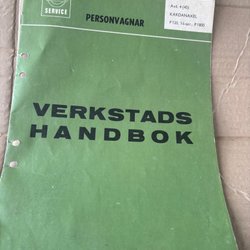 SERVICE
PERSONVAGNAR
KARDANAXEL
VERKSTADS
HANDBOK